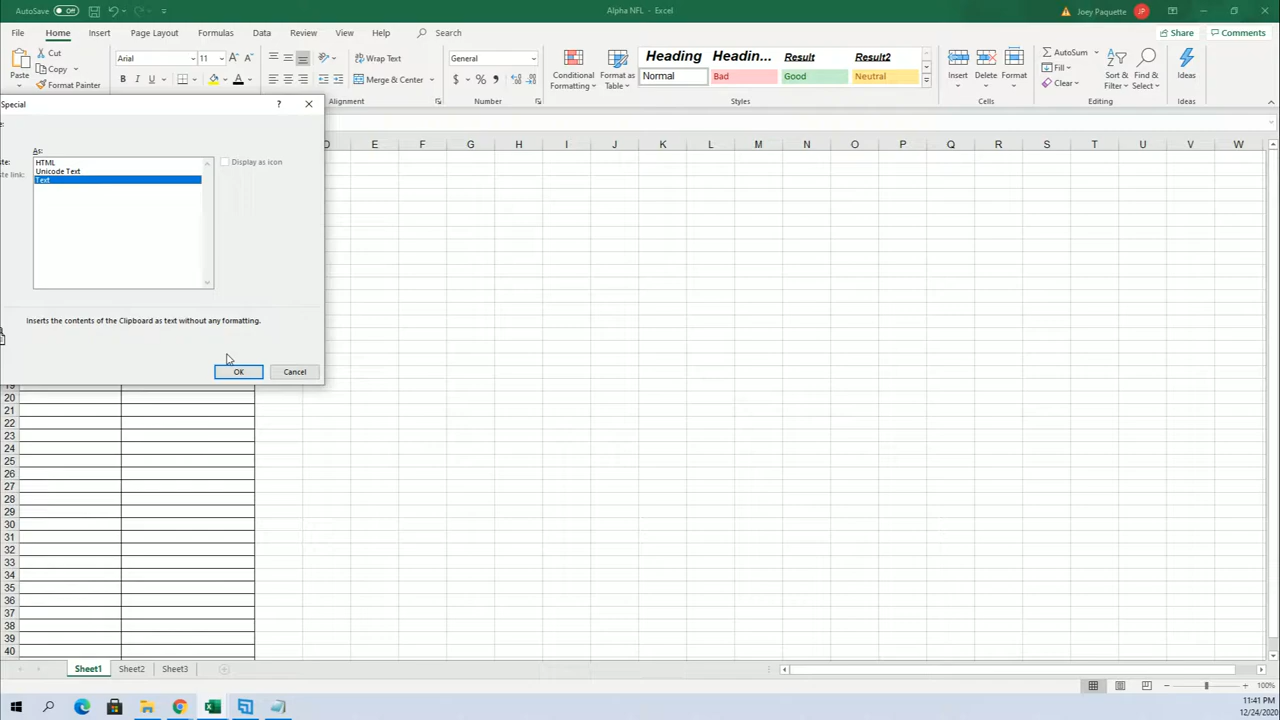 AutoSave Off
Alpha NFL - Excel
Joey Paquette JP
File Home Insert Page Layout Formulas Data Review View Help Search Share Comments
Paste
Cut
Copy
Format Painter
Arial 11 A A
B I U A
Wrap Text
Merge & Center
Alignment
General
$ % ,
Number
Conditional Formatting
Format as Table
Heading Headin... Result Result2
Normal Bad Good Neutral
Styles
Insert Delete Format
Cells
AutoSum
Fill
Clear
Sort & Filter
Find & Select
Editing
Ideas
Ideas
Special ?
As:
HTML
Unicode Text
Text
Display as icon
Inserts the contents of the Clipboard as text without any formatting.
OK Cancel
E F G H I J K L M N O P Q R S T U V W
20
21
22
23
24
25
26
27
28
29
30
31
32
33
34
35
36
37
38
39
40
Sheet1 Sheet2 Sheet3
100%
11:41 PM
12/24/2020